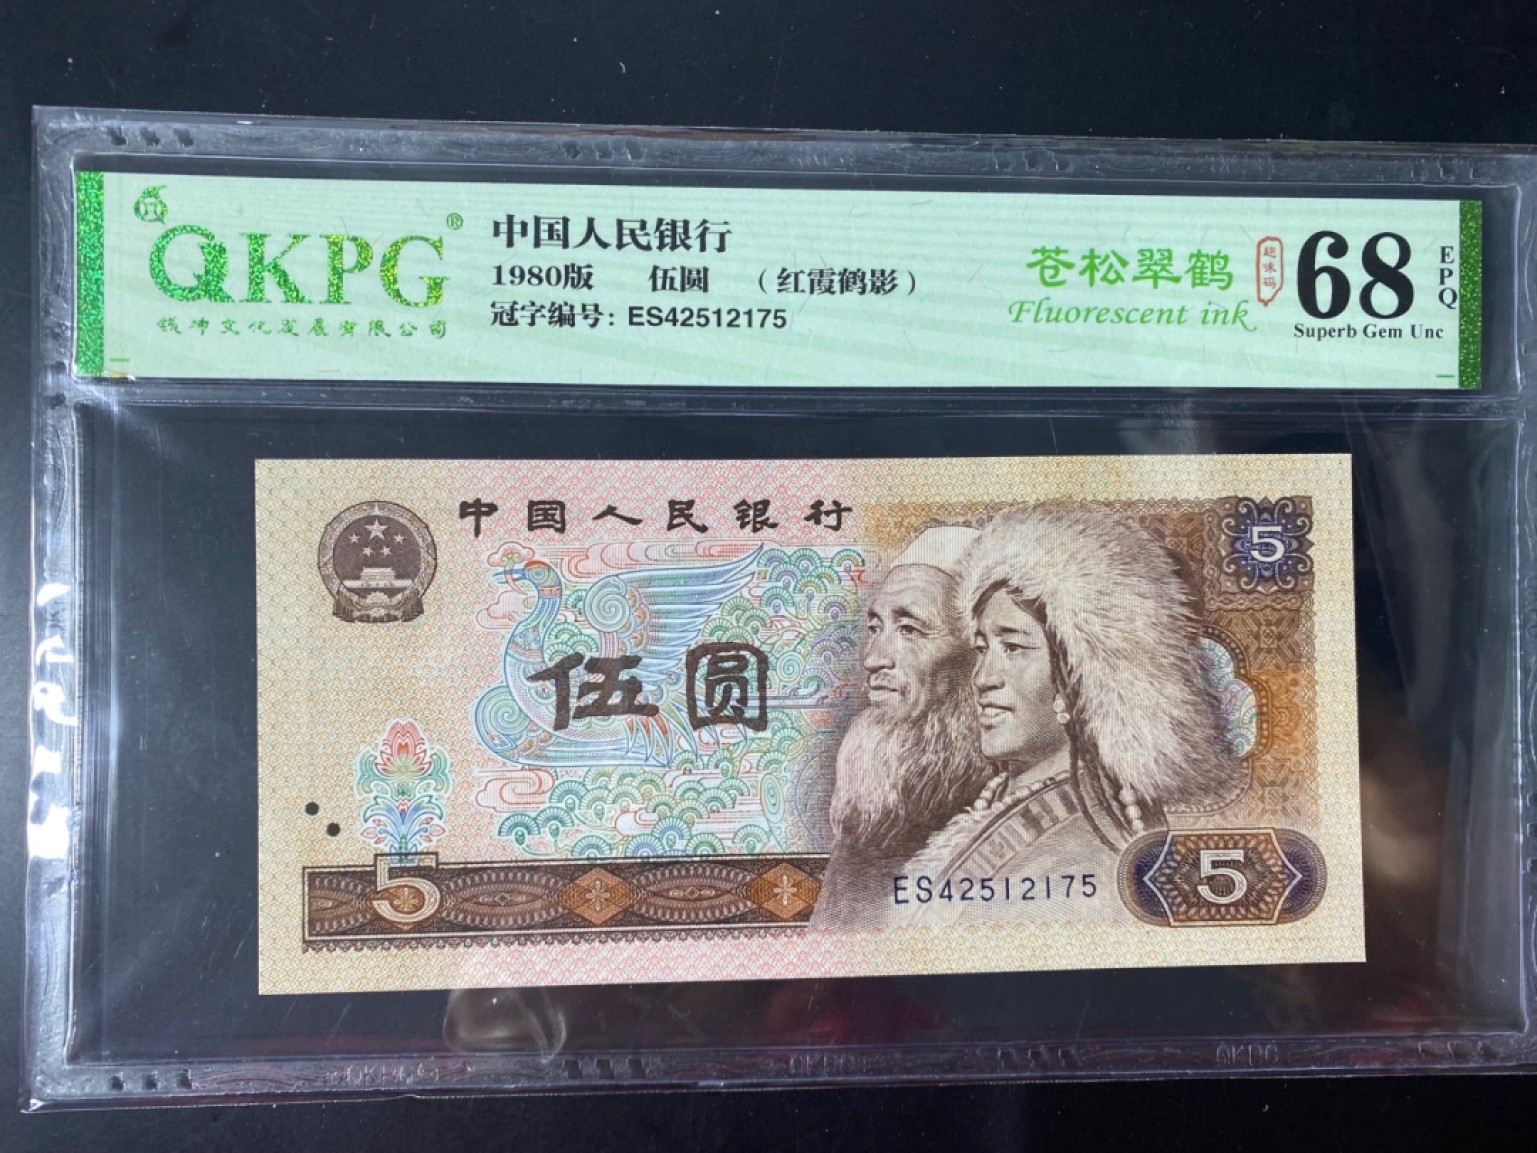 QKPG®
钱坤文化发展有限公司
中国人民银行
1980版 伍圆 (红霞鹤影)
冠字编号: ES42512175
苍松翠鹤
Fluorescent ink
趣味码
68
EPQ
Superb Gem Unc
中国人民银行
5
伍圆
5
ES42512175
5
QKPG
QKPG
QKPG